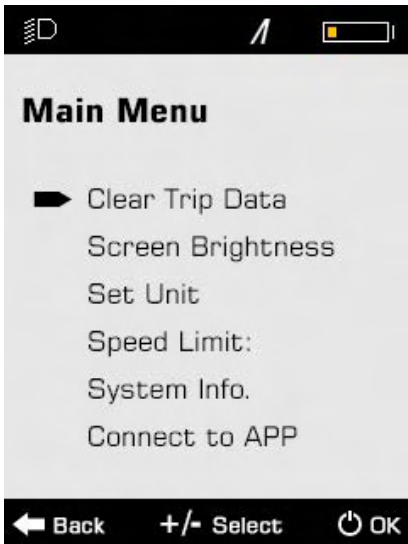 Main Menu
Clear Trip Data
Screen Brightness
Set Unit
Speed Limit:
System Info.
Connect to APP
Back +/- Select OK